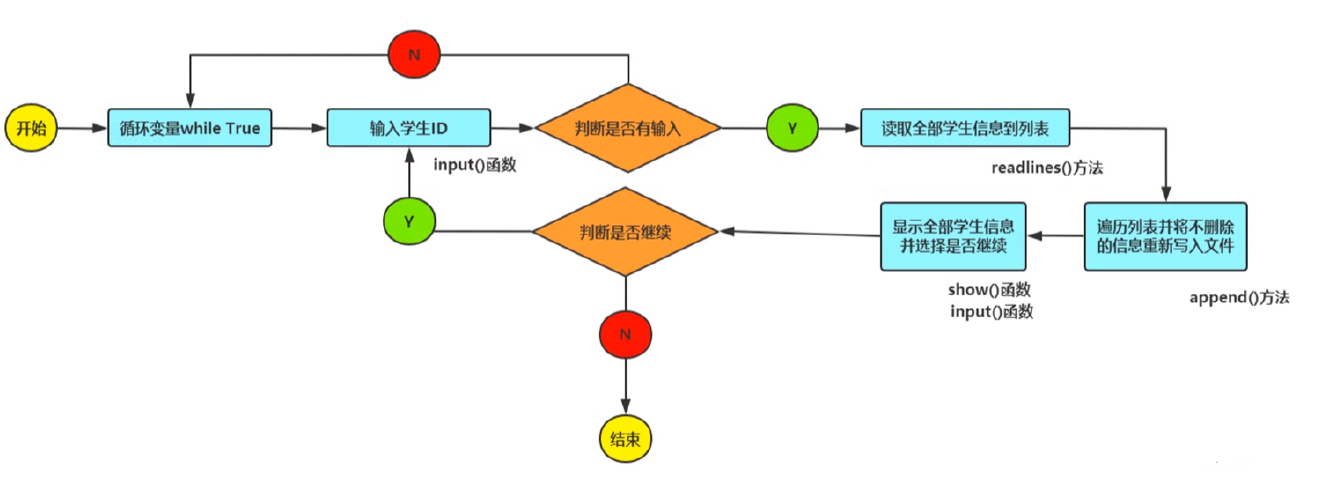 N
开始
循环变量while True
输入学生ID
判断是否有输入
Y
读取全部学生信息到列表
input()函数
readlines()方法
Y
判断是否继续
显示全部学生信息
并选择是否继续
遍历列表并将不删除
的信息重新写入文件
show()函数
input()函数
append()方法
N
结束